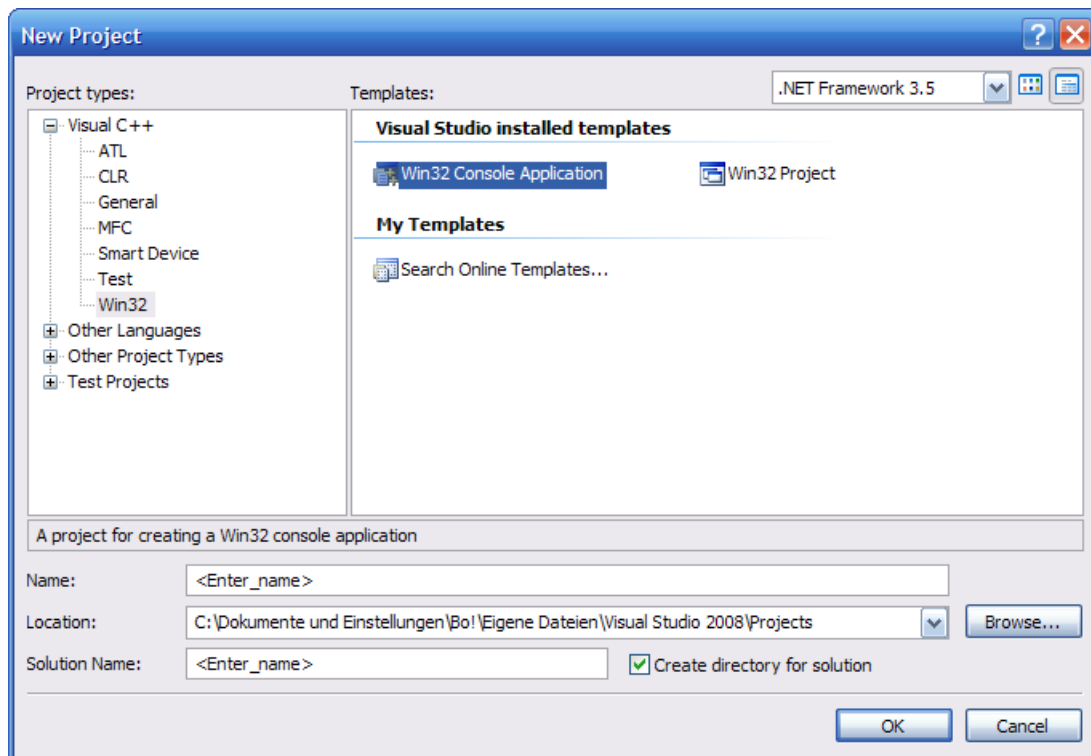 New Project
Project types:
Templates:
.NET Framework 3.5
Visual C++
ATL
CLR
General
MFC
Smart Device
Test
Win32
Other Languages
Other Project Types
Test Projects
Visual Studio installed templates
Win32 Console Application
Win32 Project
My Templates
Search Online Templates...
A project for creating a Win32 console application
Name:
<Enter_name>
Location:
C:\Dokumente und Einstellungen\Bo!\Eigene Dateien\Visual Studio 2008\Projects
Browse...
Solution Name:
<Enter_name>
Create directory for solution
OK
Cancel